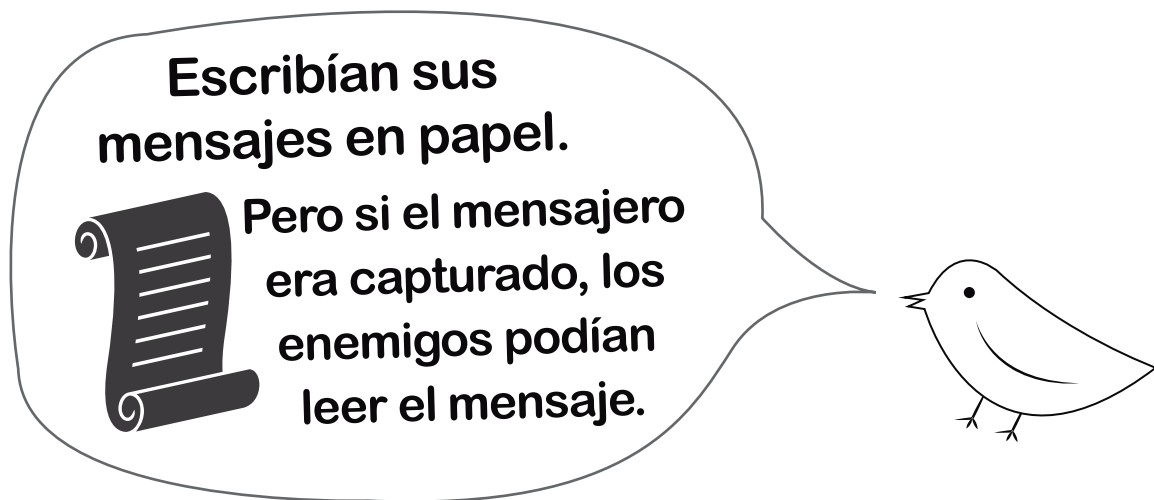 Escribían sus
mensajes en papel.
Pero si el mensajero
era capturado, los
enemigos podían
leer el mensaje.